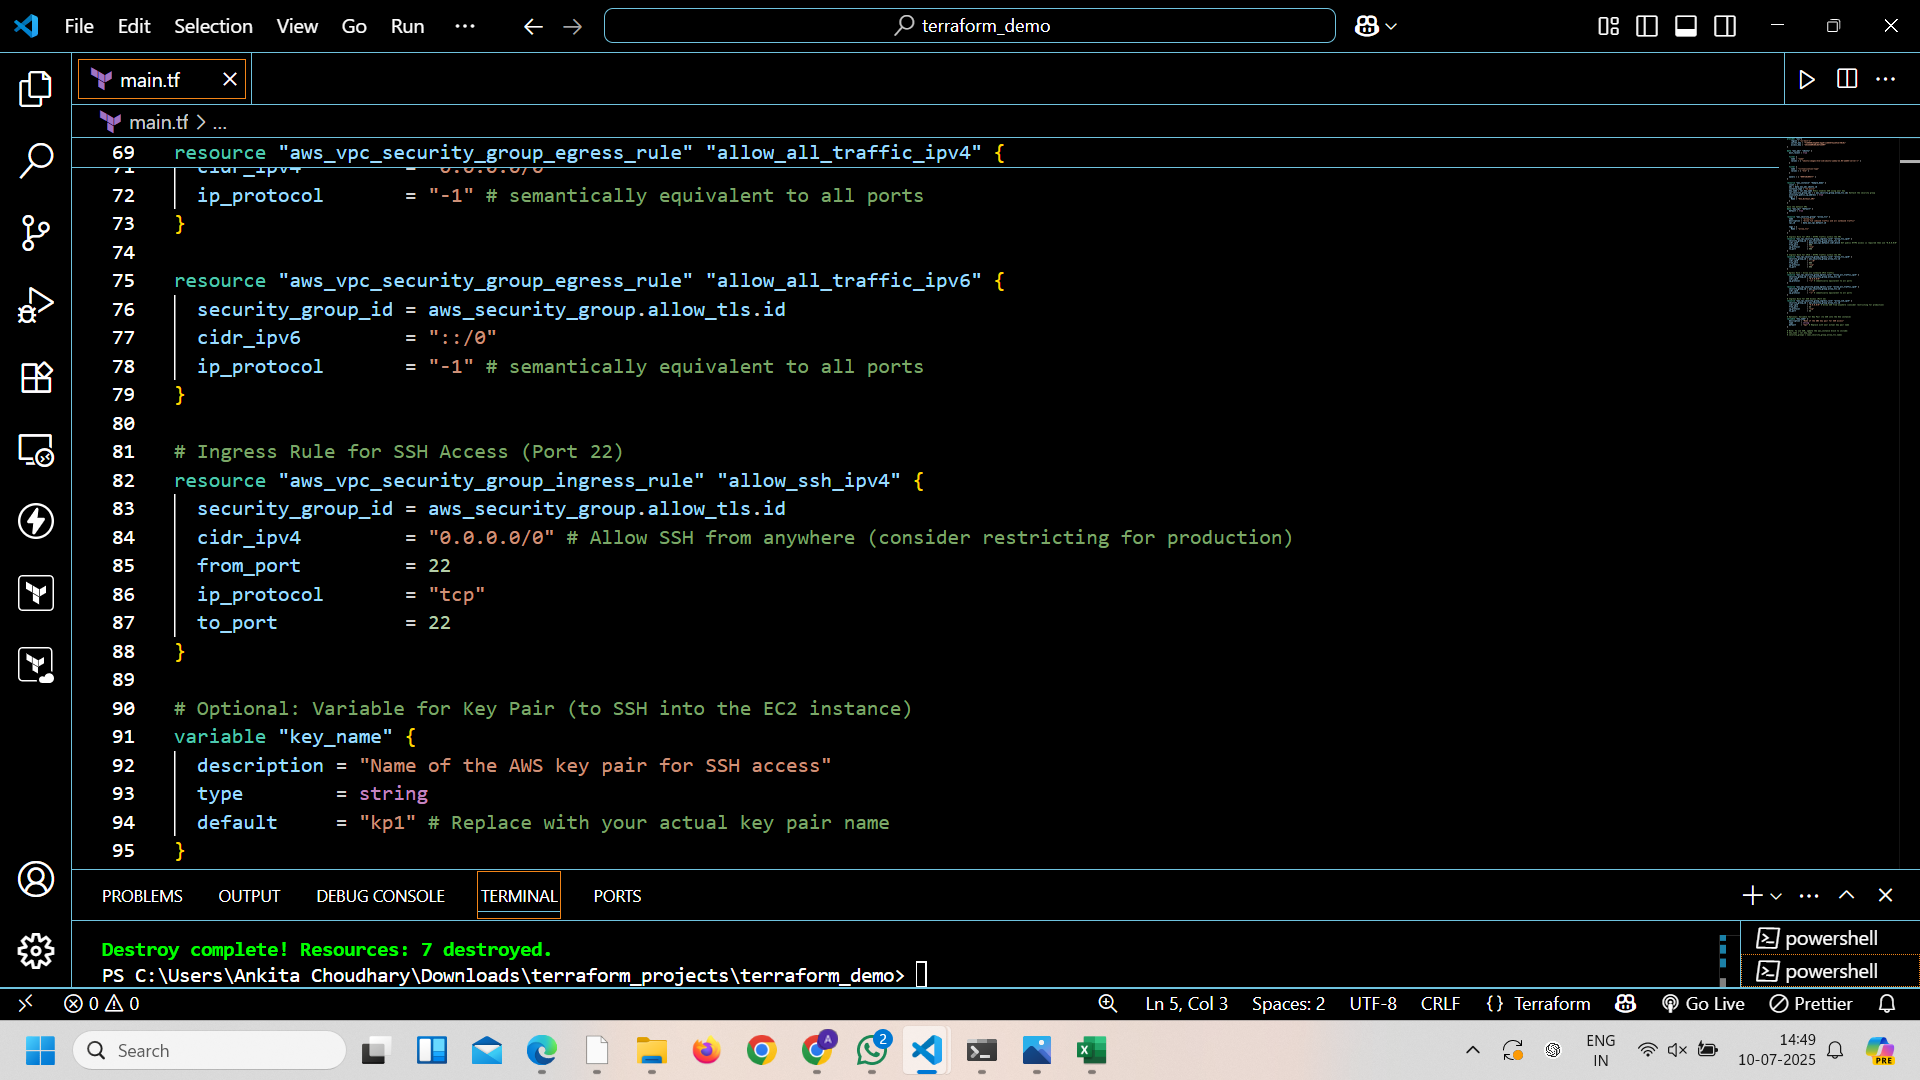 File Edit Selection View Go Run ··· terraform_demo
main.tf
main.tf > ...
69 resource "aws_vpc_security_group_egress_rule" "allow_all_traffic_ipv4" {
71 cidr_ipv4 = "0.0.0.0/0"
72 ip_protocol = "-1" # semantically equivalent to all ports
73 }
74
75 resource "aws_vpc_security_group_egress_rule" "allow_all_traffic_ipv6" {
76 security_group_id = aws_security_group.allow_tls.id
77 cidr_ipv6 = "::/0"
78 ip_protocol = "-1" # semantically equivalent to all ports
79 }
80
81 # Ingress Rule for SSH Access (Port 22)
82 resource "aws_vpc_security_group_ingress_rule" "allow_ssh_ipv4" {
83 security_group_id = aws_security_group.allow_tls.id
84 cidr_ipv4 = "0.0.0.0/0" # Allow SSH from anywhere (consider restricting for production)
85 from_port = 22
86 ip_protocol = "tcp"
87 to_port = 22
88 }
89
90 # Optional: Variable for Key Pair (to SSH into the EC2 instance)
91 variable "key_name" {
92 description = "Name of the AWS key pair for SSH access"
93 type = string
94 default = "kp1" # Replace with your actual key pair name
95 }
PROBLEMS OUTPUT DEBUG CONSOLE TERMINAL PORTS
Destroy complete! Resources: 7 destroyed.
PS C:\Users\Ankita Choudhary\Downloads\terraform_projects\terraform_demo>
powershell
powershell
0 0 Ln 5, Col 3 Spaces: 2 UTF-8 CRLF {} Terraform Go Live Prettier
Search
A
2
ENG
IN
14:49
10-07-2025
PRE